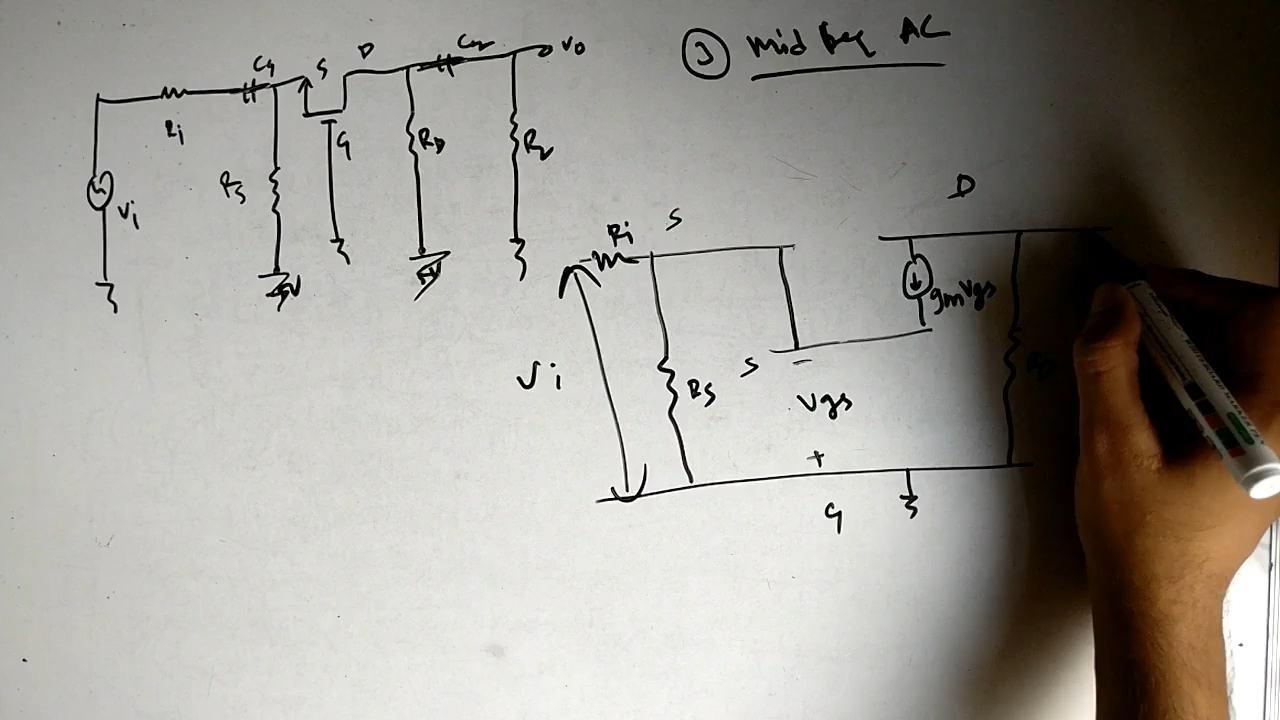 ③ mid freq AC
C₁ S D C₂ Vo
Ri G RD RL
RS
Vi
5V 5V
D
Ri S
gmVgs
Vi S -
RS Vgs RD
+
G